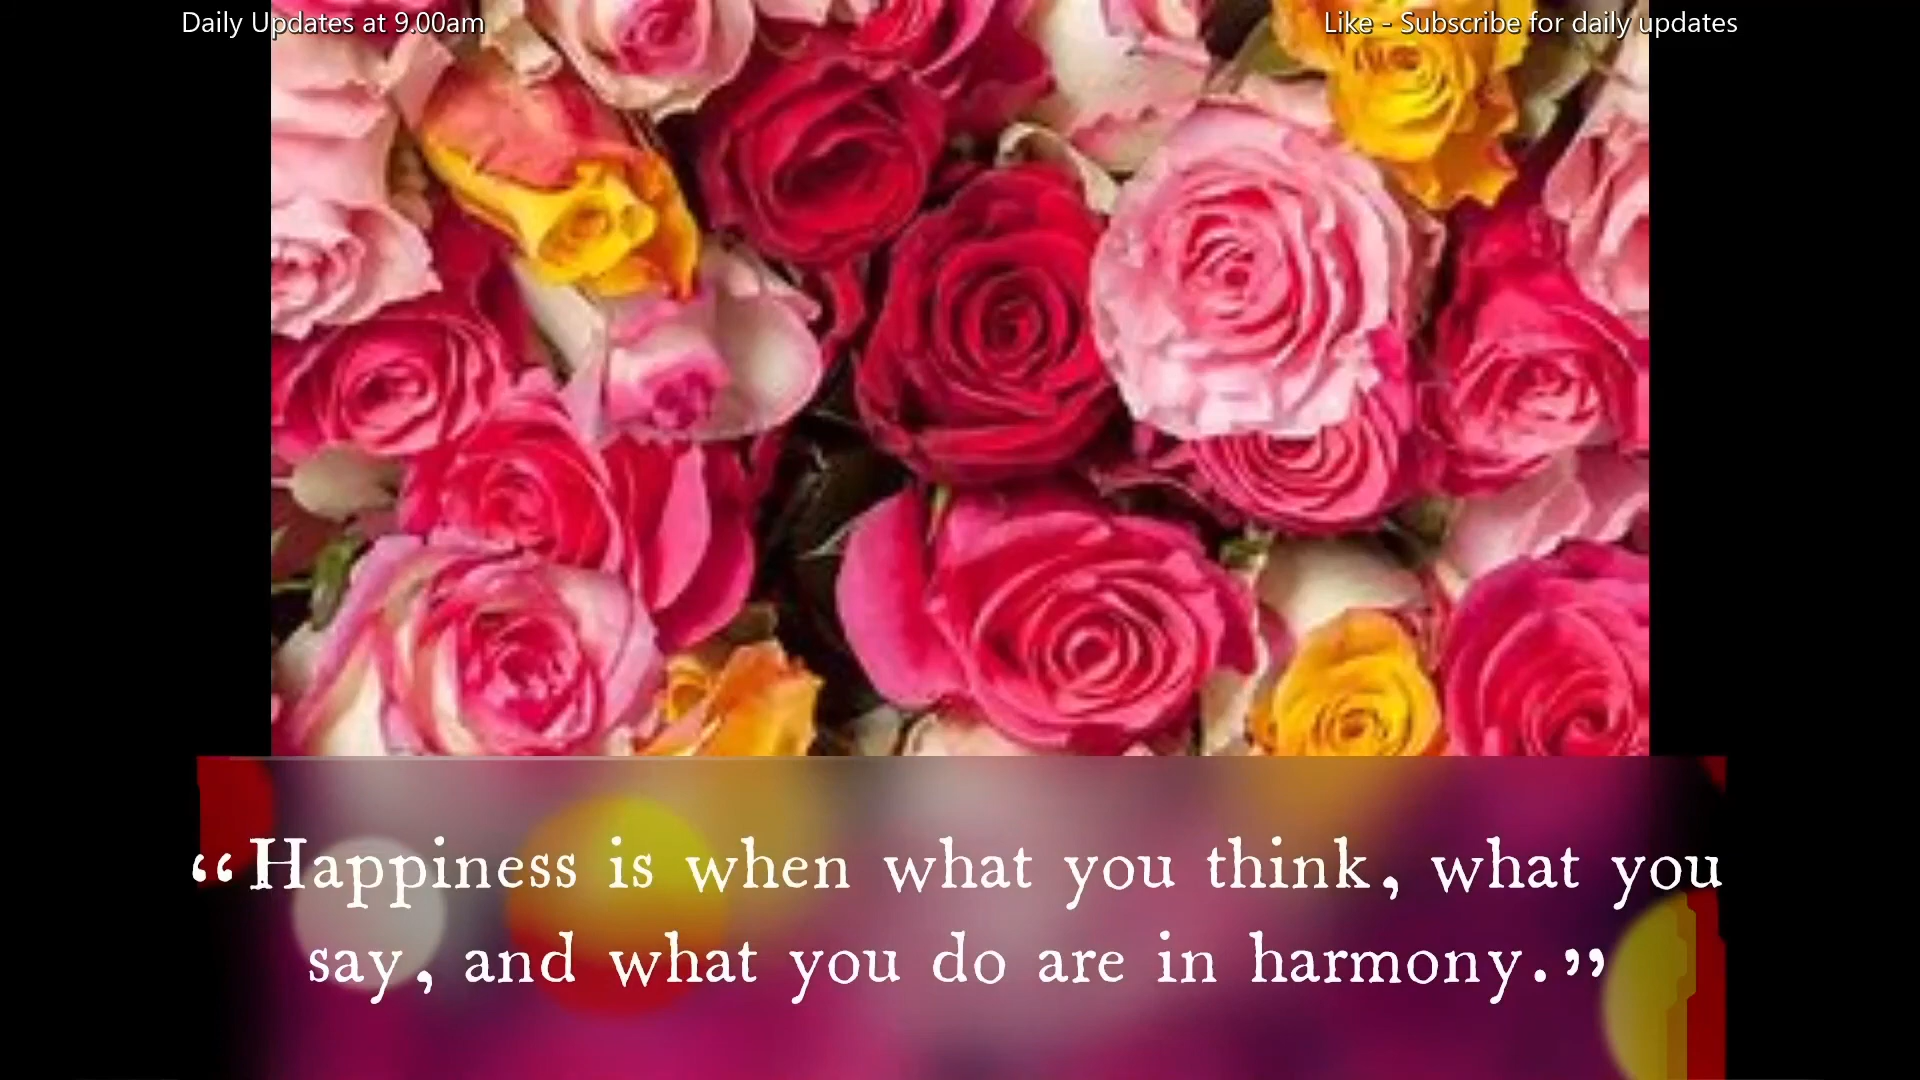 Daily Updates at 9.00am
Like - Subscribe for daily updates
“Happiness is when what you think, what you
say, and what you do are in harmony.”